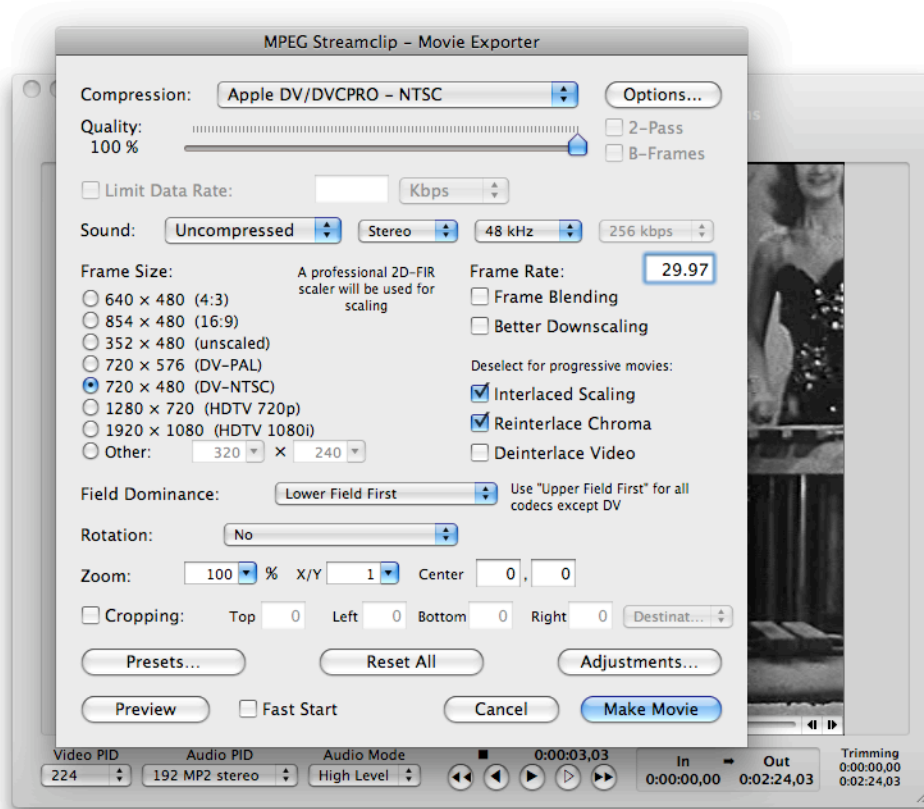 MPEG Streamclip – Movie Exporter
Compression: Apple DV/DVCPRO – NTSC Options...
Quality:
100 %
2-Pass
B-Frames
Limit Data Rate: Kbps
Sound: Uncompressed Stereo 48 kHz 256 kbps
Frame Size:
A professional 2D-FIR
scaler will be used for
scaling
640 × 480 (4:3)
854 × 480 (16:9)
352 × 480 (unscaled)
720 × 576 (DV-PAL)
720 × 480 (DV-NTSC)
1280 × 720 (HDTV 720p)
1920 × 1080 (HDTV 1080i)
Other: 320 × 240
Frame Rate: 29.97
Frame Blending
Better Downscaling
Deselect for progressive movies:
Interlaced Scaling
Reinterlace Chroma
Deinterlace Video
Field Dominance: Lower Field First
Use "Upper Field First" for all
codecs except DV
Rotation: No
Zoom: 100 % X/Y 1 Center 0 , 0
Cropping: Top 0 Left 0 Bottom 0 Right 0 Destinat...
Presets... Reset All Adjustments...
Preview Fast Start Cancel Make Movie
Video PID Audio PID Audio Mode 0:00:03,03 In Out Trimming
224 192 MP2 stereo High Level 0:00:00,00 0:02:24,03 0:00:00,00
0:02:24,03